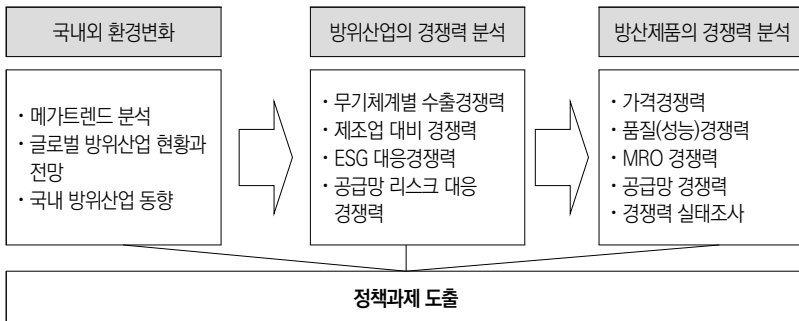 국내외 환경변화
· 메가트렌드 분석
· 글로벌 방위산업 현황과
전망
· 국내 방위산업 동향
방위산업의 경쟁력 분석
· 무기체계별 수출경쟁력
· 제조업 대비 경쟁력
· ESG 대응경쟁력
· 공급망 리스크 대응
경쟁력
방산제품의 경쟁력 분석
· 가격경쟁력
· 품질(성능)경쟁력
· MRO 경쟁력
· 공급망 경쟁력
· 경쟁력 실태조사
정책과제 도출